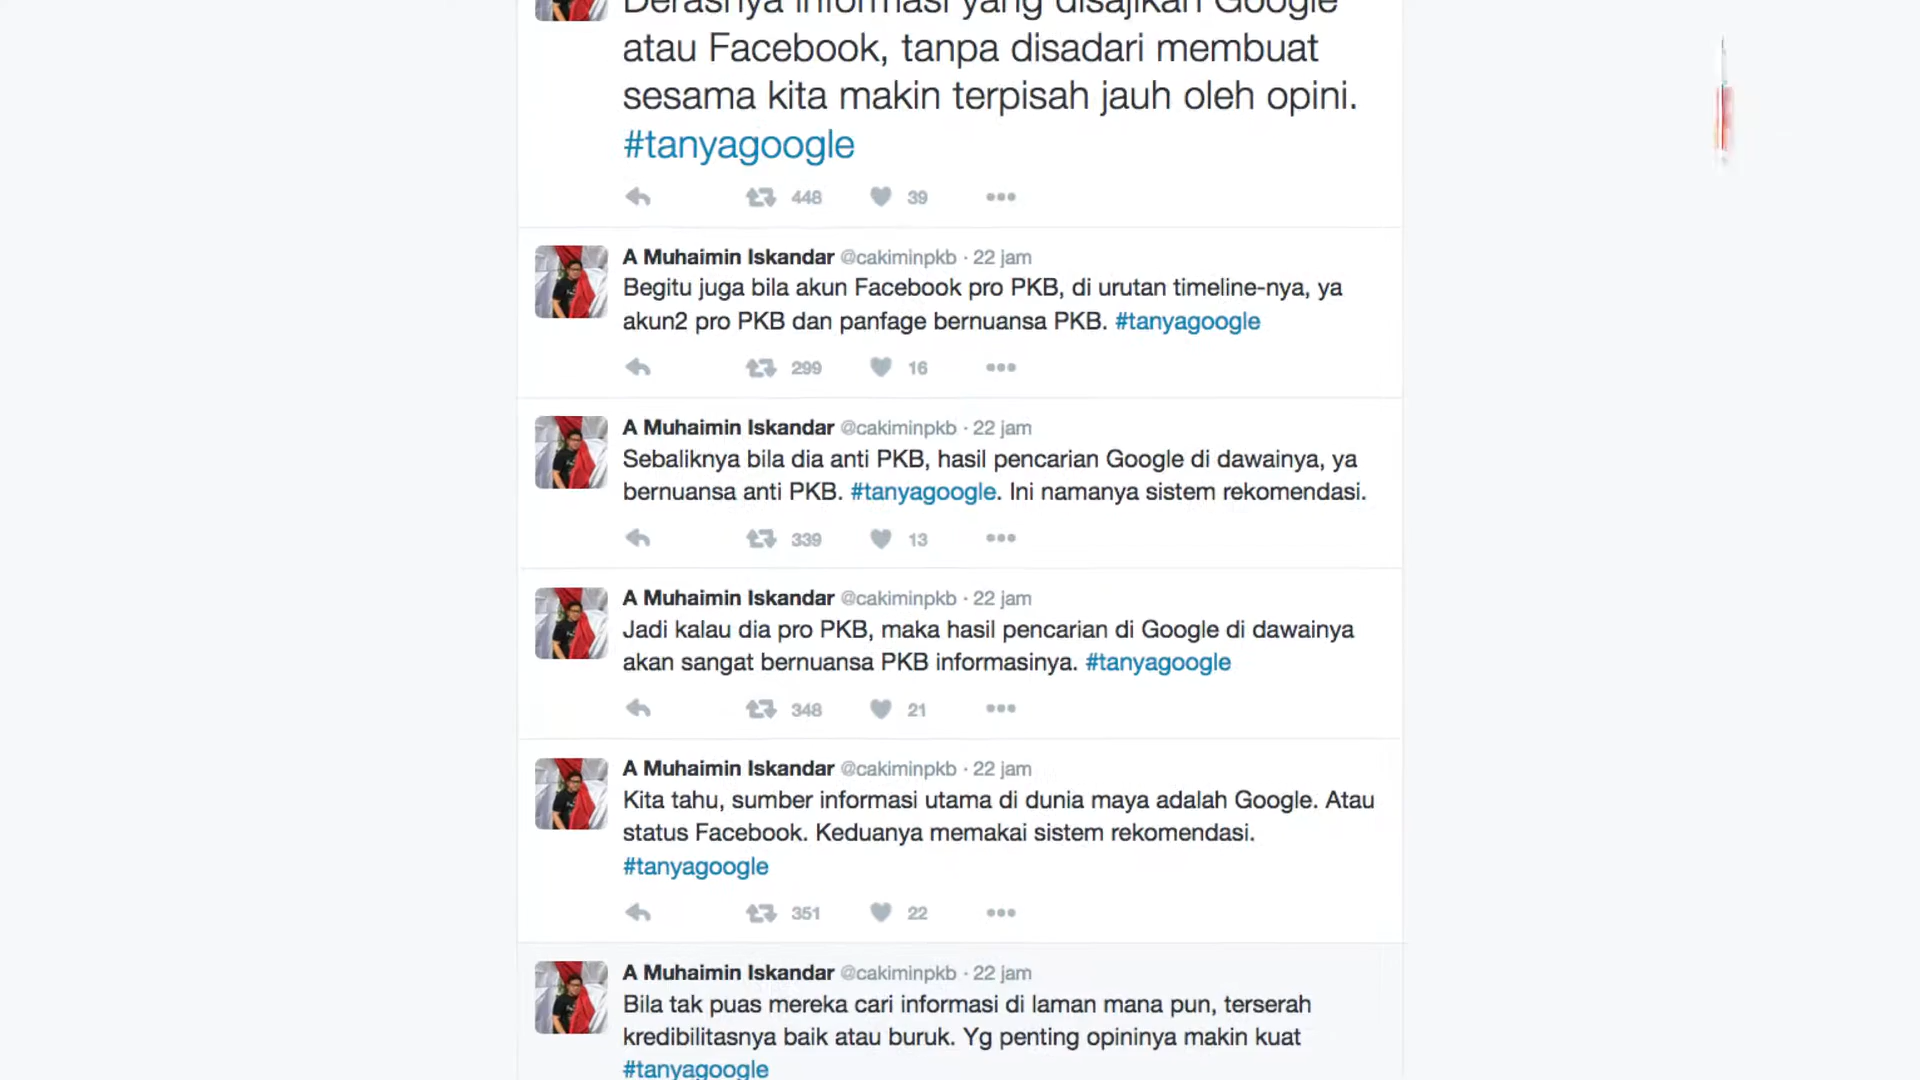 Derasnya informasi yang disajikan Google
atau Facebook, tanpa disadari membuat
sesama kita makin terpisah jauh oleh opini.
#tanyagoogle
448 39
A Muhaimin Iskandar @cakiminpkb · 22 jam
Begitu juga bila akun Facebook pro PKB, di urutan timeline-nya, ya
akun2 pro PKB dan panfage bernuansa PKB. #tanyagoogle
299 16
A Muhaimin Iskandar @cakiminpkb · 22 jam
Sebaliknya bila dia anti PKB, hasil pencarian Google di dawainya, ya
bernuansa anti PKB. #tanyagoogle. Ini namanya sistem rekomendasi.
339 13
A Muhaimin Iskandar @cakiminpkb · 22 jam
Jadi kalau dia pro PKB, maka hasil pencarian di Google di dawainya
akan sangat bernuansa PKB informasinya. #tanyagoogle
348 21
A Muhaimin Iskandar @cakiminpkb · 22 jam
Kita tahu, sumber informasi utama di dunia maya adalah Google. Atau
status Facebook. Keduanya memakai sistem rekomendasi.
#tanyagoogle
351 22
A Muhaimin Iskandar @cakiminpkb · 22 jam
Bila tak puas mereka cari informasi di laman mana pun, terserah
kredibilitasnya baik atau buruk. Yg penting opininya makin kuat
#tanyagoogle